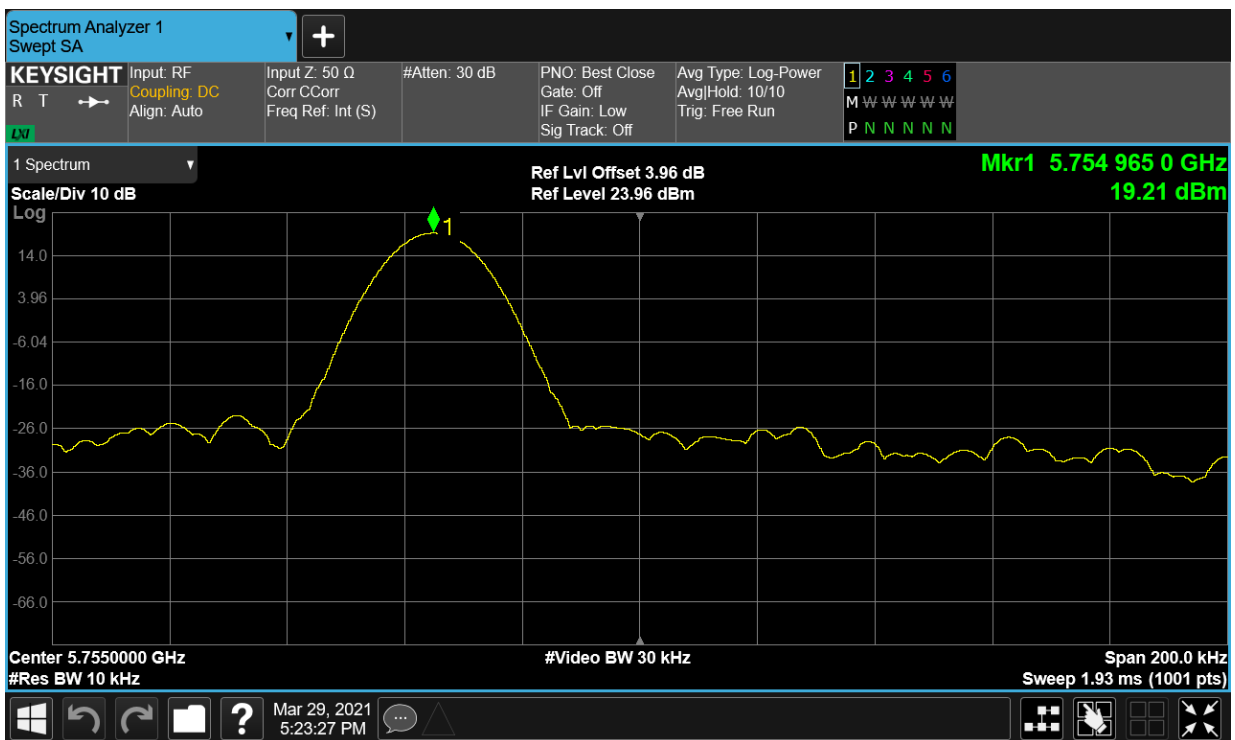 Spectrum Analyzer 1
Swept SA
+
KEYSIGHT
R T
LXI
Input: RF
Coupling: DC
Align: Auto
Input Z: 50 Ω
Corr CCorr
Freq Ref: Int (S)
#Atten: 30 dB
PNO: Best Close
Gate: Off
IF Gain: Low
Sig Track: Off
Avg Type: Log-Power
Avg|Hold: 10/10
Trig: Free Run
1 2 3 4 5 6
M W W W W W
P N N N N N
1 Spectrum
Scale/Div 10 dB
Log
Ref Lvl Offset 3.96 dB
Ref Level 23.96 dBm
Mkr1 5.754 965 0 GHz
19.21 dBm
1
14.0
3.96
-6.04
-16.0
-26.0
-36.0
-46.0
-56.0
-66.0
Center 5.7550000 GHz
#Res BW 10 kHz
#Video BW 30 kHz
Span 200.0 kHz
Sweep 1.93 ms (1001 pts)
?
Mar 29, 2021
5:23:27 PM